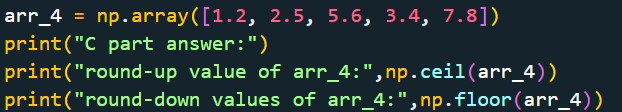 arr_4 = np.array([1.2, 2.5, 5.6, 3.4, 7.8])
print("C part answer:")
print("round-up value of arr_4:",np.ceil(arr_4))
print("round-down values of arr_4:",np.floor(arr_4))